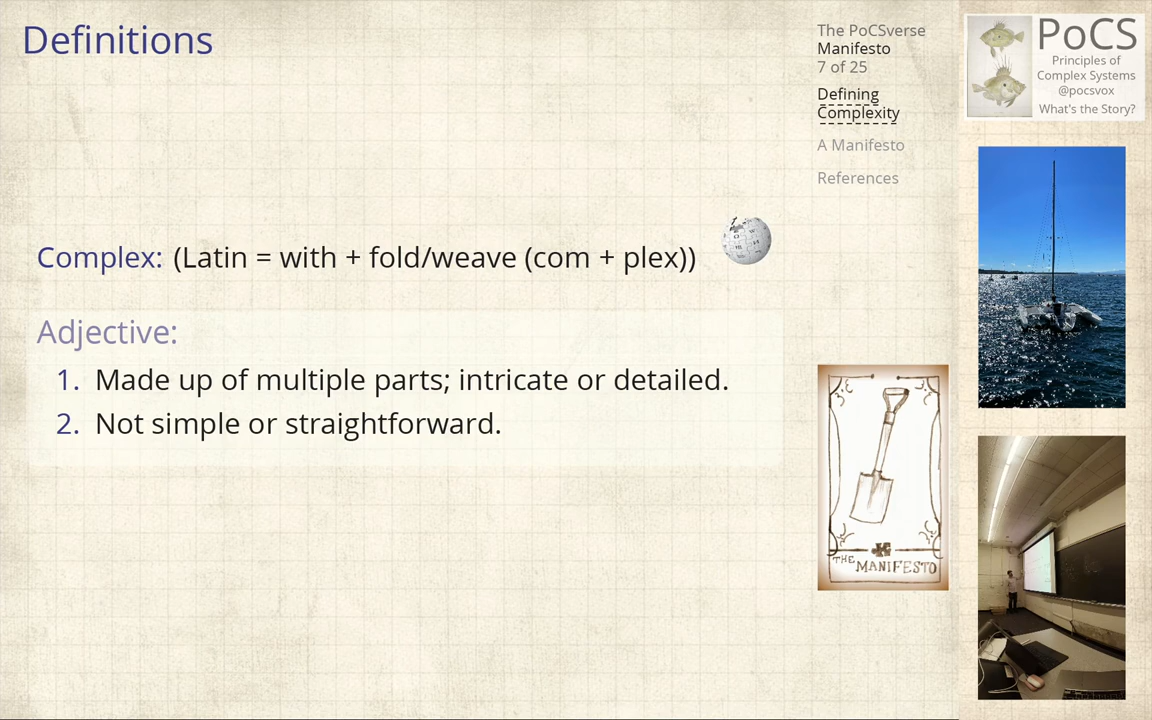 Definitions
Complex: (Latin = with + fold/weave (com + plex))
Adjective:
1. Made up of multiple parts; intricate or detailed.
2. Not simple or straightforward.
The PoCSverse
Manifesto
7 of 25
Defining
Complexity
A Manifesto
References
THE MANIFESTO
PoCS
Principles of
Complex Systems
@pocsvox
What's the Story?